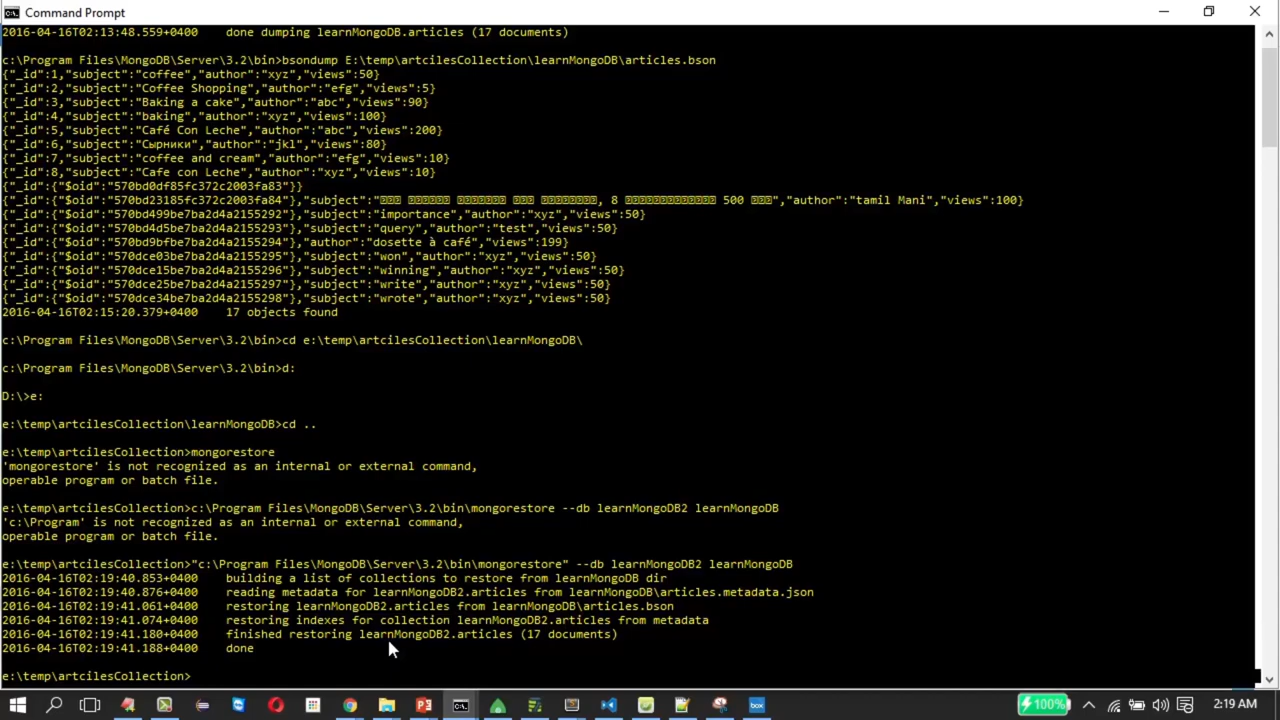 Command Prompt
2016-04-16T02:13:48.559+0400 done dumping learnMongoDB.articles (17 documents)
c:\Program Files\MongoDB\Server\3.2\bin>bsondump E:\temp\artcilesCollection\learnMongoDB\articles.bson
{"_id":1,"subject":"coffee","author":"xyz","views":50}
{"_id":2,"subject":"Coffee Shopping","author":"efg","views":5}
{"_id":3,"subject":"Baking a cake","author":"abc","views":90}
{"_id":4,"subject":"baking","author":"xyz","views":100}
{"_id":5,"subject":"Café Con Leche","author":"abc","views":200}
{"_id":6,"subject":"Сырники","author":"jkl","views":80}
{"_id":7,"subject":"coffee and cream","author":"efg","views":10}
{"_id":8,"subject":"Cafe con Leche","author":"xyz","views":10}
{"_id":{"$oid":"570bd0df85fc372c2003fa83"}}
{"_id":{"$oid":"570bd23185fc372c2003fa84"},"subject":" , 8 500 ","author":"tamil Mani","views":100}
{"_id":{"$oid":"570bd499be7ba2d4a2155292"},"subject":"importance","author":"xyz","views":50}
{"_id":{"$oid":"570bd4d5be7ba2d4a2155293"},"subject":"query","author":"test","views":50}
{"_id":{"$oid":"570bd9bfbe7ba2d4a2155294"},"author":"dosette à café","views":199}
{"_id":{"$oid":"570dce03be7ba2d4a2155295"},"subject":"won","author":"xyz","views":50}
{"_id":{"$oid":"570dce15be7ba2d4a2155296"},"subject":"winning","author":"xyz","views":50}
{"_id":{"$oid":"570dce25be7ba2d4a2155297"},"subject":"write","author":"xyz","views":50}
{"_id":{"$oid":"570dce34be7ba2d4a2155298"},"subject":"wrote","author":"xyz","views":50}
2016-04-16T02:15:20.379+0400 17 objects found
c:\Program Files\MongoDB\Server\3.2\bin>cd e:\temp\artcilesCollection\learnMongoDB\
c:\Program Files\MongoDB\Server\3.2\bin>d:
D:\>e:
e:\temp\artcilesCollection\learnMongoDB>cd ..
e:\temp\artcilesCollection>mongorestore
'mongorestore' is not recognized as an internal or external command,
operable program or batch file.
e:\temp\artcilesCollection>c:\Program Files\MongoDB\Server\3.2\bin\mongorestore --db learnMongoDB2 learnMongoDB
'c:\Program' is not recognized as an internal or external command,
operable program or batch file.
e:\temp\artcilesCollection>"c:\Program Files\MongoDB\Server\3.2\bin\mongorestore" --db learnMongoDB2 learnMongoDB
2016-04-16T02:19:40.853+0400 building a list of collections to restore from learnMongoDB dir
2016-04-16T02:19:40.876+0400 reading metadata for learnMongoDB2.articles from learnMongoDB\articles.metadata.json
2016-04-16T02:19:41.061+0400 restoring learnMongoDB2.articles from learnMongoDB\articles.bson
2016-04-16T02:19:41.074+0400 restoring indexes for collection learnMongoDB2.articles from metadata
2016-04-16T02:19:41.180+0400 finished restoring learnMongoDB2.articles (17 documents)
2016-04-16T02:19:41.188+0400 done
e:\temp\artcilesCollection>
100%
2:19 AM
box